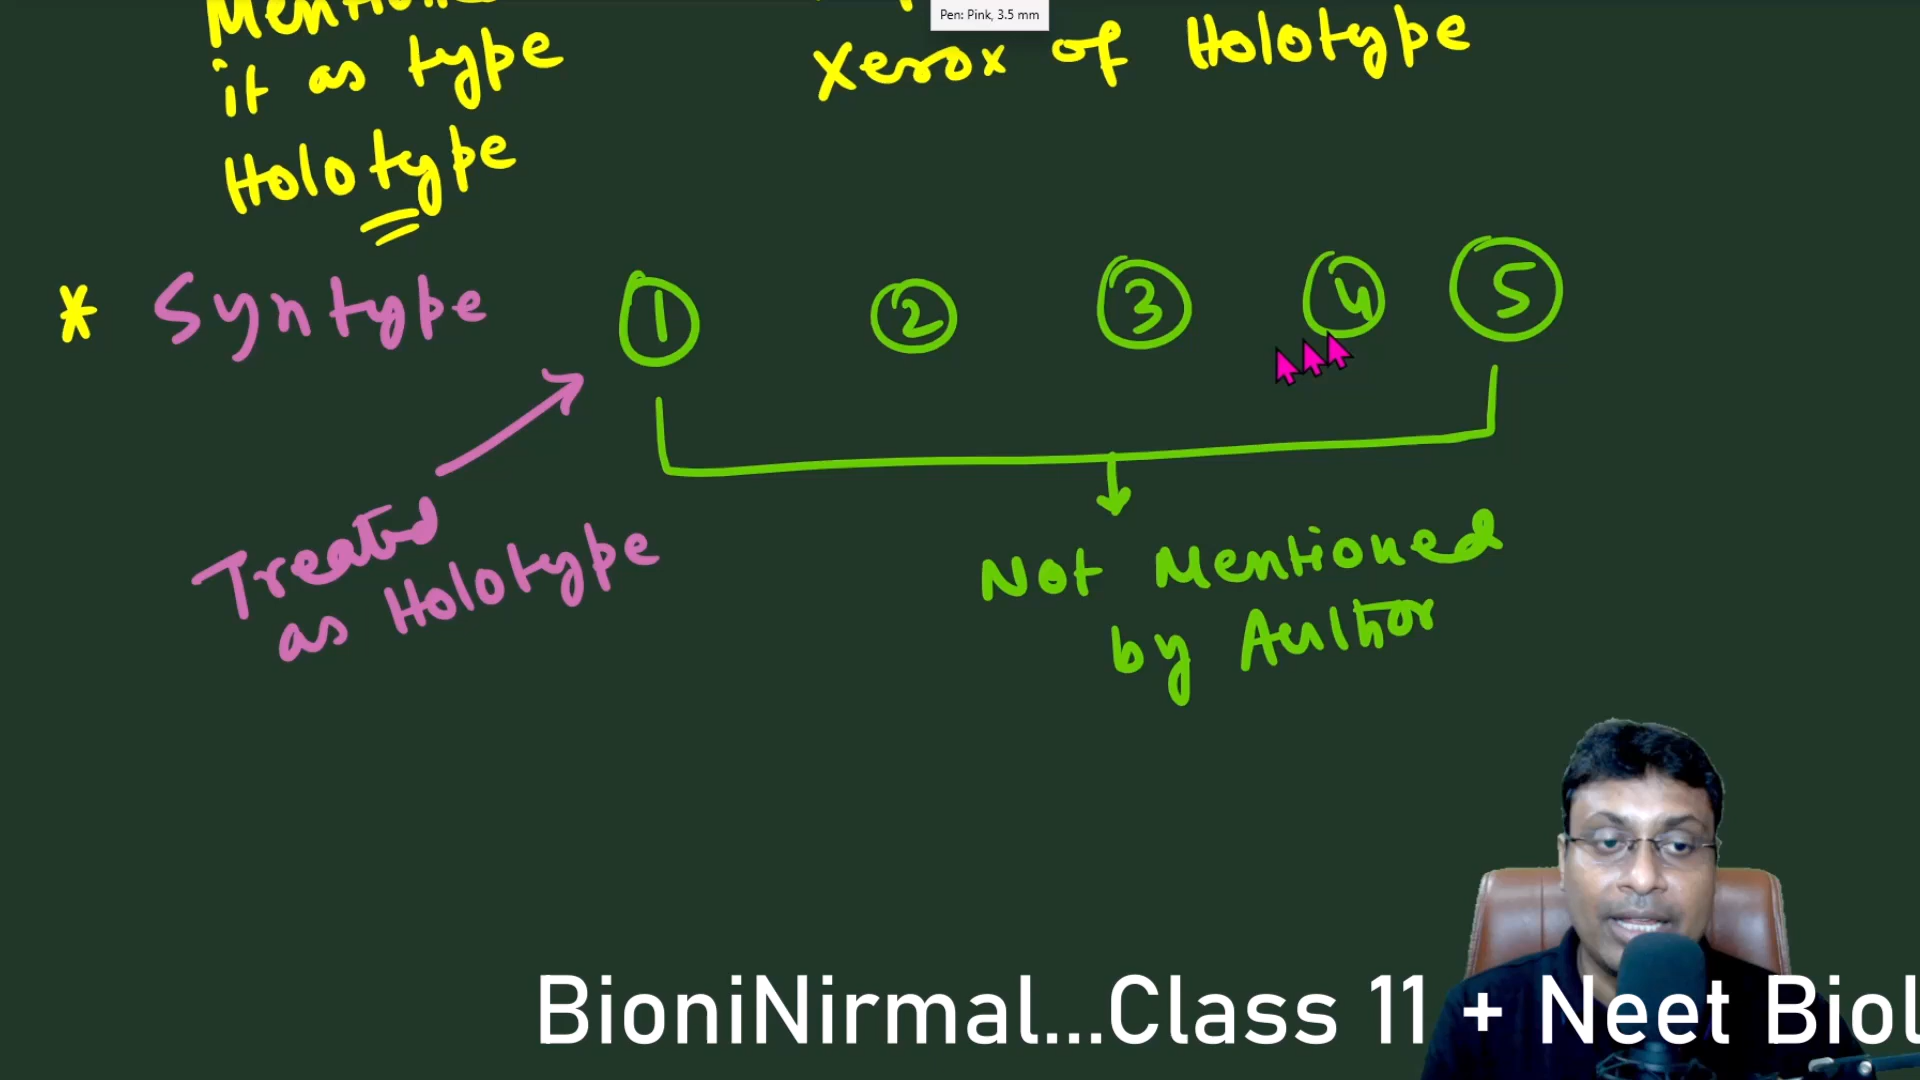 Pen: Pink, 3.5 mm
it as type
Holotype
Xerox of Holotype
* Syntype
1 2 3 4 5
Treated
as Holotype
Not Mentioned
by Author
BioniNirmal...Class 11 + Neet Biol